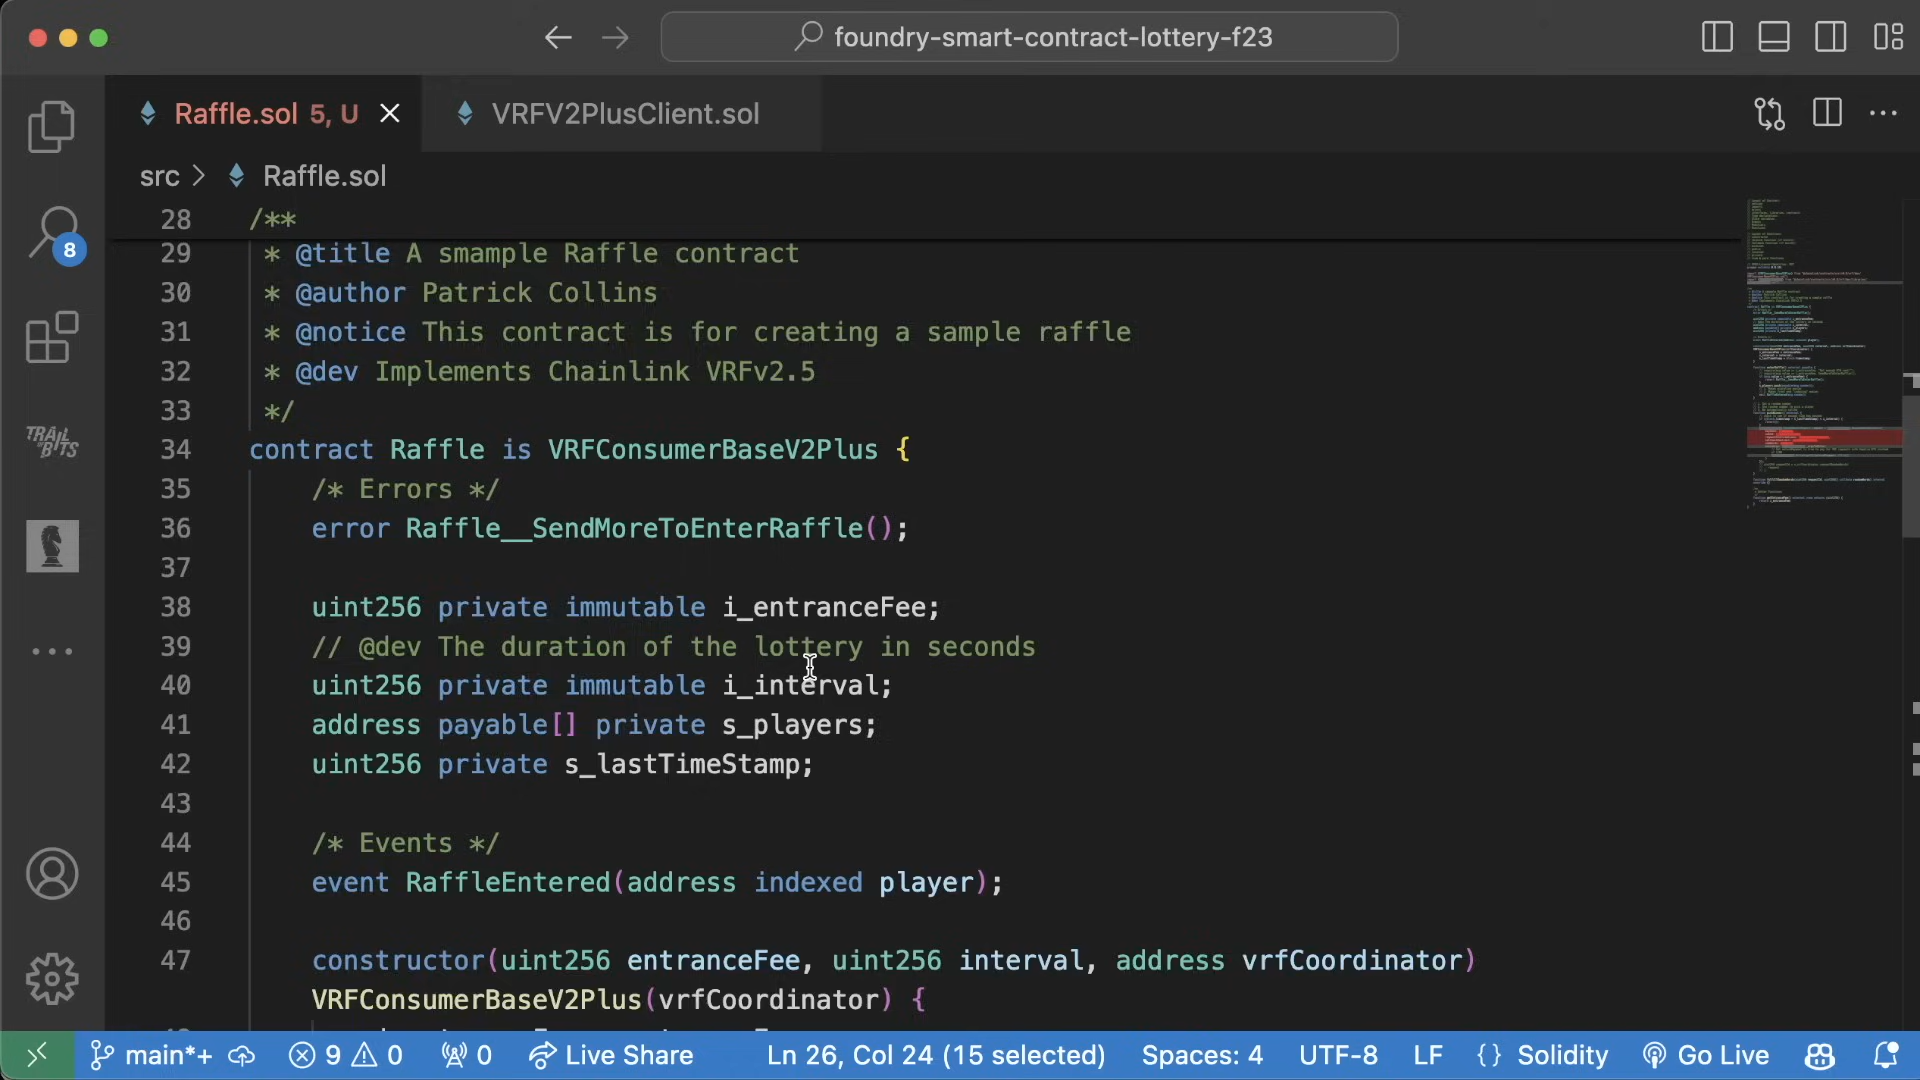 foundry-smart-contract-lottery-f23
Raffle.sol 5, U
VRFV2PlusClient.sol
src > Raffle.sol
8
TRAIL OF BITS
28 /**
29 * @title A smample Raffle contract
30 * @author Patrick Collins
31 * @notice This contract is for creating a sample raffle
32 * @dev Implements Chainlink VRFv2.5
33 */
34 contract Raffle is VRFConsumerBaseV2Plus {
35 /* Errors */
36 error Raffle__SendMoreToEnterRaffle();
37
38 uint256 private immutable i_entranceFee;
39 // @dev The duration of the lottery in seconds
40 uint256 private immutable i_interval;
41 address payable[] private s_players;
42 uint256 private s_lastTimeStamp;
43
44 /* Events */
45 event RaffleEntered(address indexed player);
46
47 constructor(uint256 entranceFee, uint256 interval, address vrfCoordinator)
VRFConsumerBaseV2Plus(vrfCoordinator) {
main*+ 9 0 0 Live Share Ln 26, Col 24 (15 selected) Spaces: 4 UTF-8 LF {} Solidity Go Live